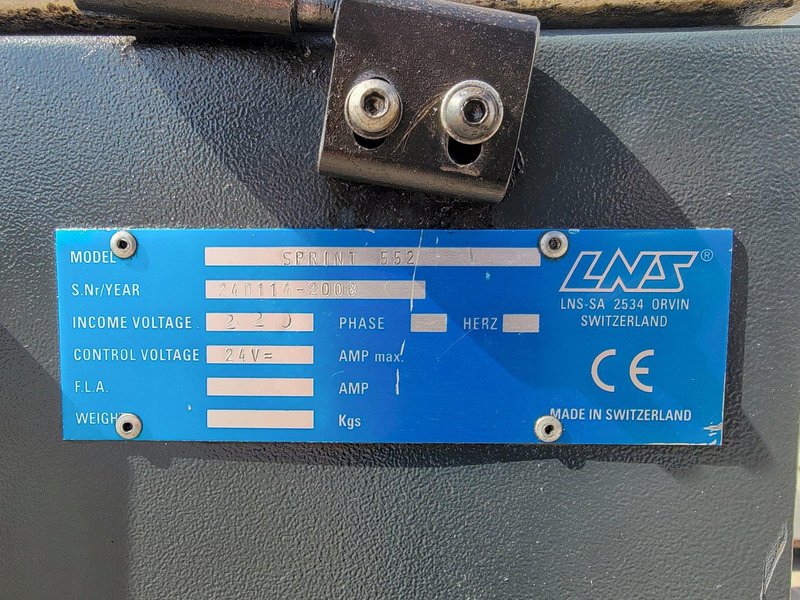 MODEL SPRINT 552
S.Nr/YEAR 240114-2008
INCOME VOLTAGE 220 PHASE HERZ
CONTROL VOLTAGE 24V= AMP max.
F.L.A. AMP
WEIGHT Kgs
LNS®
LNS-SA 2534 ORVIN
SWITZERLAND
CE
MADE IN SWITZERLAND